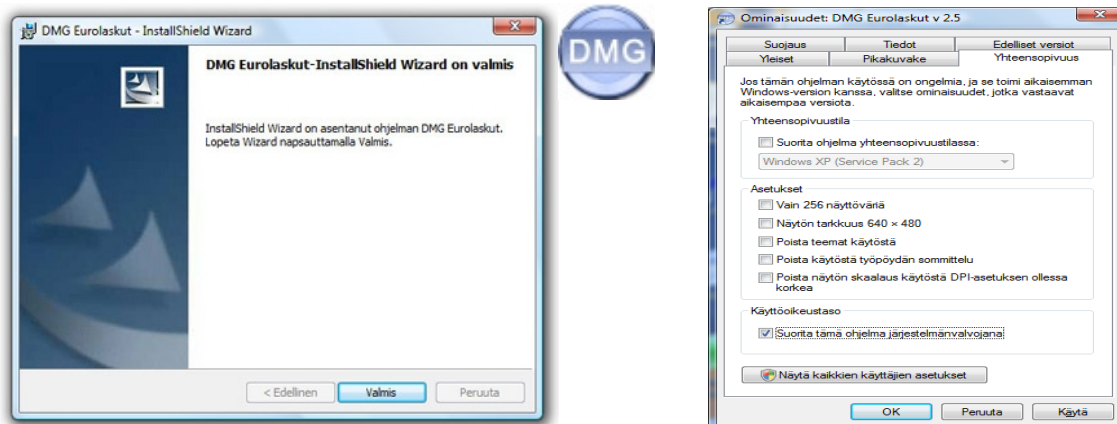 DMG Eurolaskut - InstallShield Wizard
DMG Eurolaskut-InstallShield Wizard on valmis
InstallShield Wizard on asentanut ohjelman DMG Eurolaskut.
Lopeta Wizard napsauttamalla Valmis.
< Edellinen
Valmis
Peruuta
DMG
Ominaisuudet: DMG Eurolaskut v 2.5
Suojaus
Tiedot
Edelliset versiot
Yleiset
Pikakuvake
Yhteensopivuus
Jos tämän ohjelman käytössä on ongelmia, ja se toimi aikaisemman
Windows-version kanssa, valitse ominaisuudet, jotka vastaavat
aikaisempaa versiota.
Yhteensopivuustila
Suorita ohjelma yhteensopivuustilassa:
Windows XP (Service Pack 2)
Asetukset
Vain 256 näyttöväriä
Näytön tarkkuus 640 × 480
Poista teemat käytöstä
Poista käytöstä työpöydän sommittelu
Poista näytön skaalaus käytöstä DPI-asetuksen ollessa
korkea
Käyttöoikeustaso
Suorita tämä ohjelma järjestelmänvalvojana
Näytä kaikkien käyttäjien asetukset
OK
Peruuta
Käytä